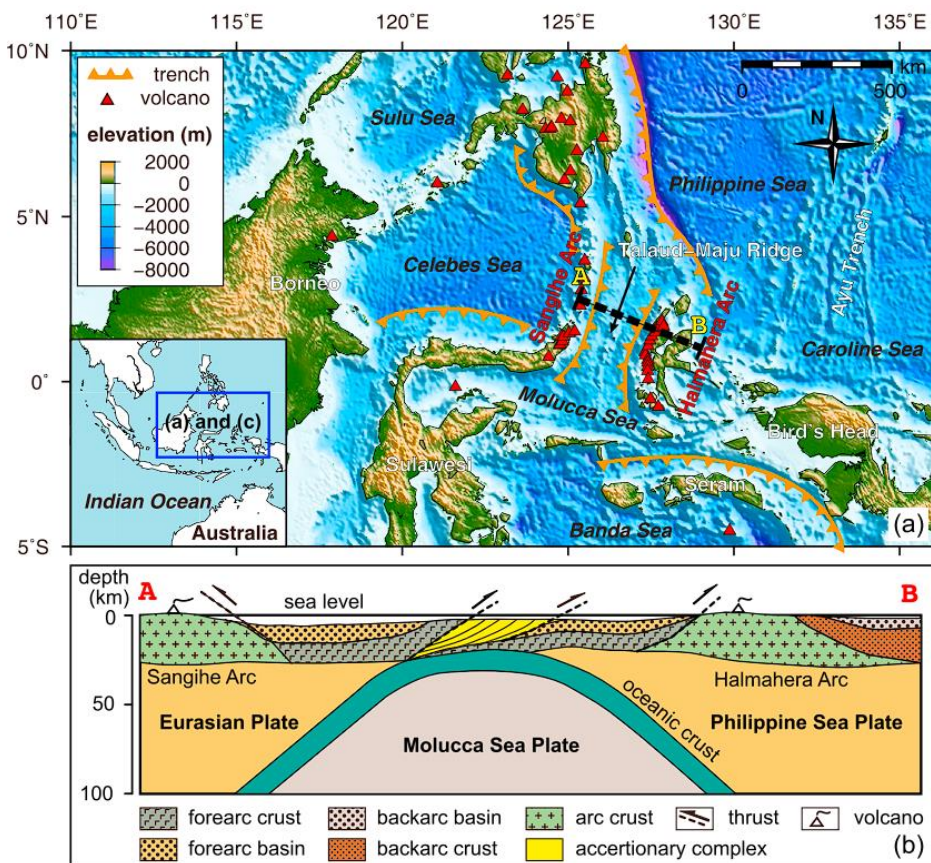 110°E 115°E 120°E 125°E 130°E 135°E
10°N
5°N
0°
5°S
trench
volcano
elevation (m)
2000
0
−2000
−4000
−6000
−8000
km
0 500
N
Sulu Sea
Philippine Sea
Talaud–Maju Ridge
Ayu Trench
Celebes Sea
Borneo
Sangihe Arc
A
B
Halmahera Arc
Caroline Sea
Molucca Sea
Bird's Head
Sulawesi
Seram
Banda Sea
(a) and (c)
Indian Ocean
Australia
(a)
depth
(km)
A
B
sea level
0
50
100
Sangihe Arc
Halmahera Arc
Eurasian Plate
Philippine Sea Plate
oceanic crust
Molucca Sea Plate
forearc crust
backarc basin
arc crust
thrust
volcano
forearc basin
backarc crust
accertionary complex
(b)